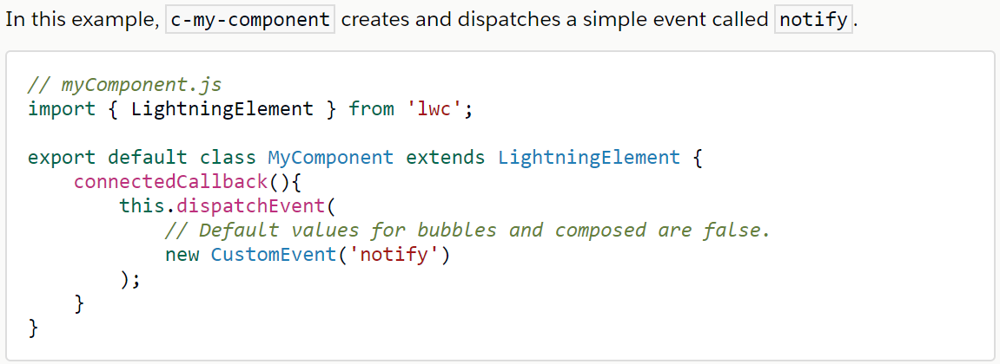 In this example, c-my-component creates and dispatches a simple event called notify.
// myComponent.js
import { LightningElement } from 'lwc';
export default class MyComponent extends LightningElement {
    connectedCallback(){
        this.dispatchEvent(
            // Default values for bubbles and composed are false.
            new CustomEvent('notify')
        );
    }
}